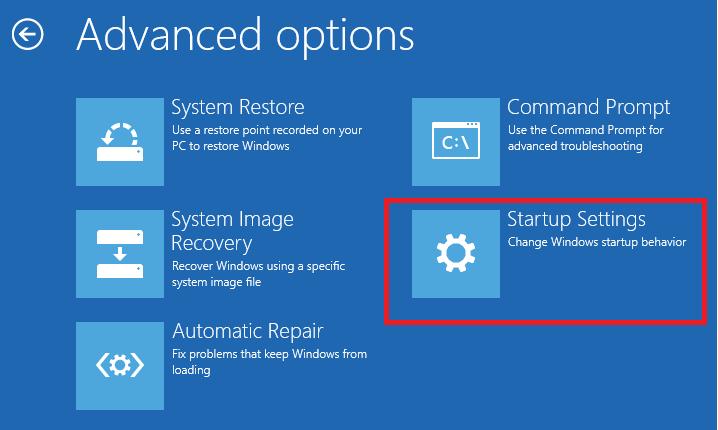 Advanced options
System Restore
Use a restore point recorded on your
PC to restore Windows
Command Prompt
Use the Command Prompt for
advanced troubleshooting
C:\
System Image
Recovery
Recover Windows using a specific
system image file
Startup Settings
Change Windows startup behavior
Automatic Repair
Fix problems that keep Windows from
loading